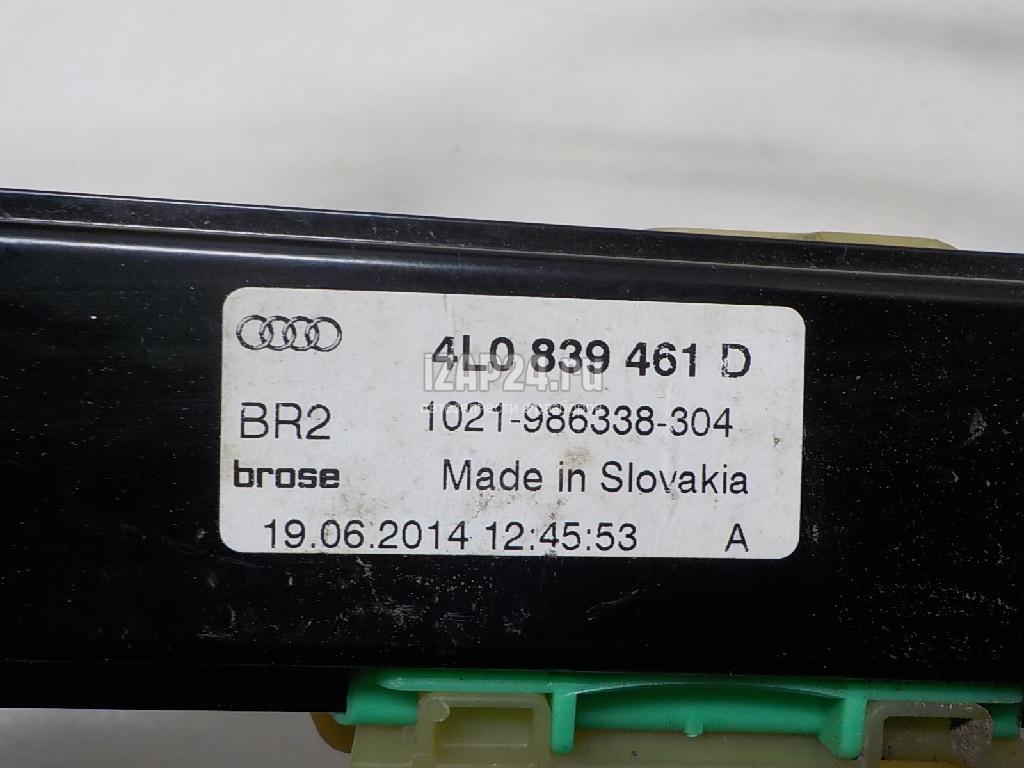 4L0 839 461 D
IZAP24.ru
BR2 1021-986338-304
brose Made in Slovakia
19.06.2014 12:45:53 A